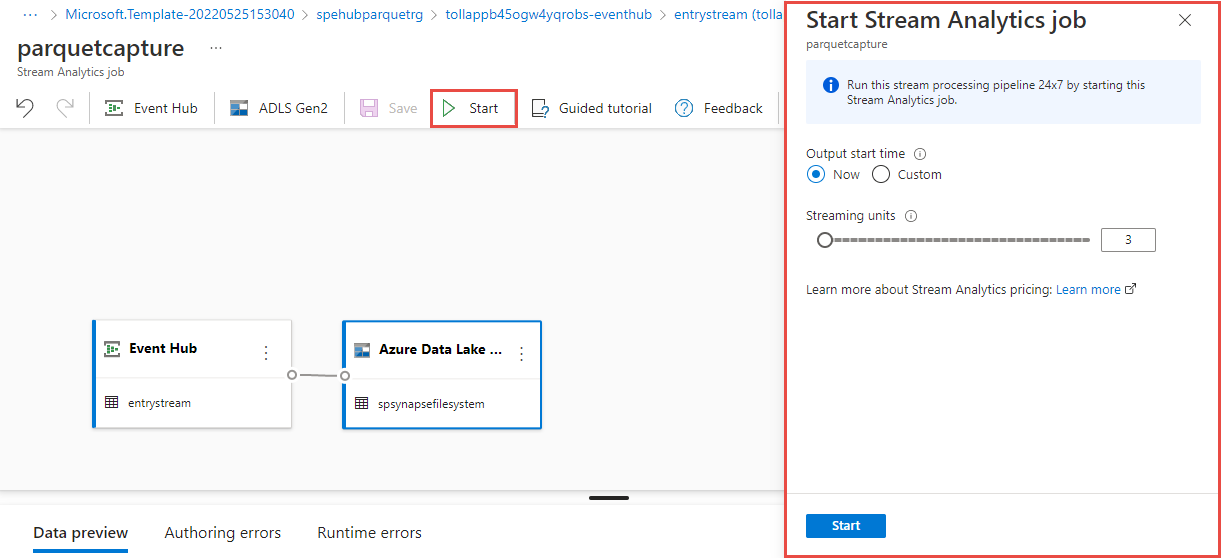 ··· > Microsoft.Template-20220525153040 > spehubparquetrg > tollappb45ogw4yqrobs-eventhub > entrystream (tolla
parquetcapture ···
Stream Analytics job
Event Hub ADLS Gen2 Save Start Guided tutorial Feedback
Event Hub
entrystream
Azure Data Lake ...
spsynapsefilesystem
Data preview Authoring errors Runtime errors
Start Stream Analytics job
parquetcapture
Run this stream processing pipeline 24x7 by starting this
Stream Analytics job.
Output start time
Now Custom
Streaming units
3
Learn more about Stream Analytics pricing: Learn more
Start